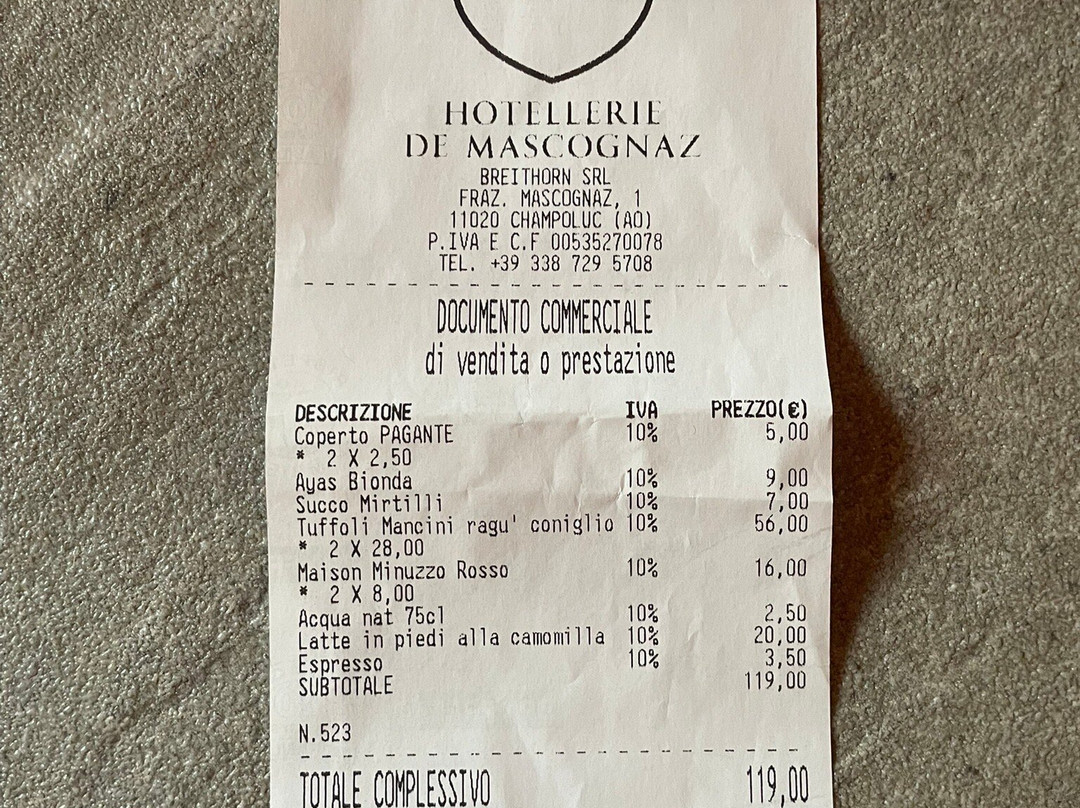 HOTELLERIE
DE MASCOGNAZ
BREITHORN SRL
FRAZ. MASCOGNAZ, 1
11020 CHAMPOLUC (AO)
P.IVA E C.F 00535270078
TEL. +39 338 729 5708
DOCUMENTO COMMERCIALE
di vendita o prestazione
DESCRIZIONE IVA PREZZO(€)
Coperto PAGANTE 10% 5,00
* 2 X 2,50
Ayas Bionda 10% 9,00
Succo Mirtilli 10% 7,00
Tuffoli Mancini ragu' coniglio 10% 56,00
* 2 X 28,00
Maison Minuzzo Rosso 10% 16,00
* 2 X 8,00
Acqua nat 75cl 10% 2,50
Latte in piedi alla camomilla 10% 20,00
Espresso 10% 3,50
SUBTOTALE 119,00
N.523
TOTALE COMPLESSIVO 119,00